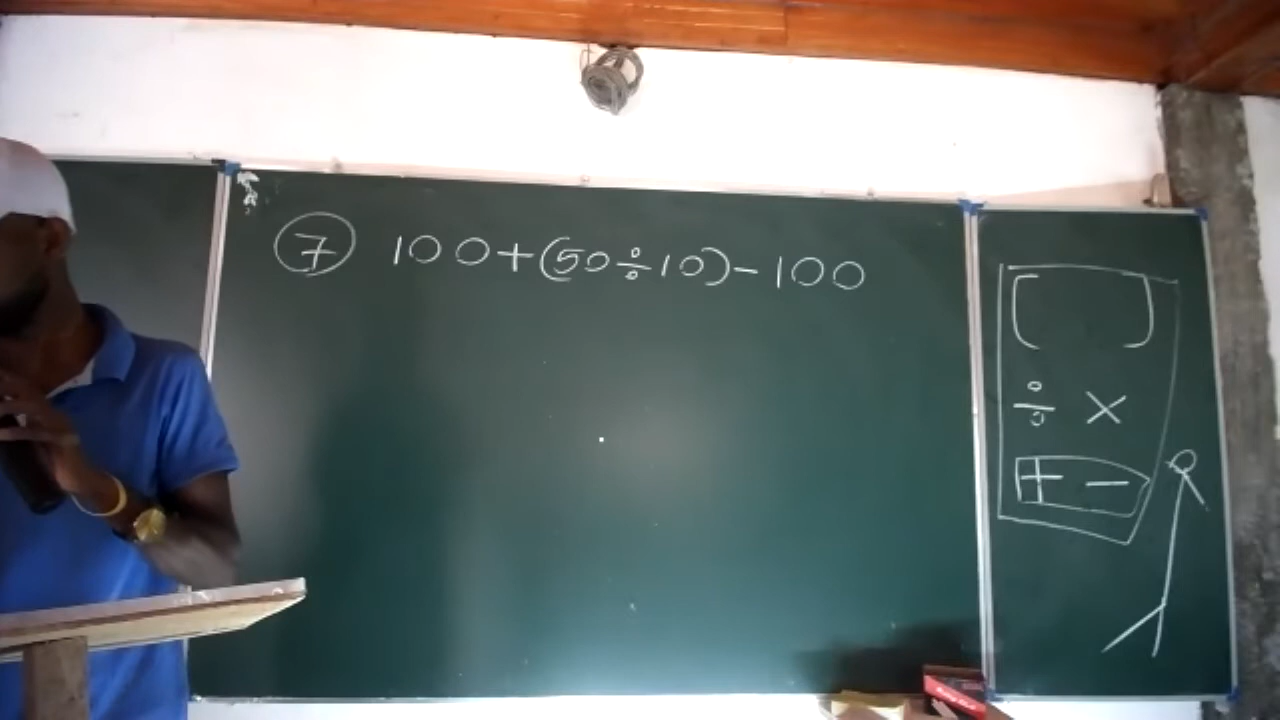 7 100+(50÷10)-100
( )
÷ ×
+ -